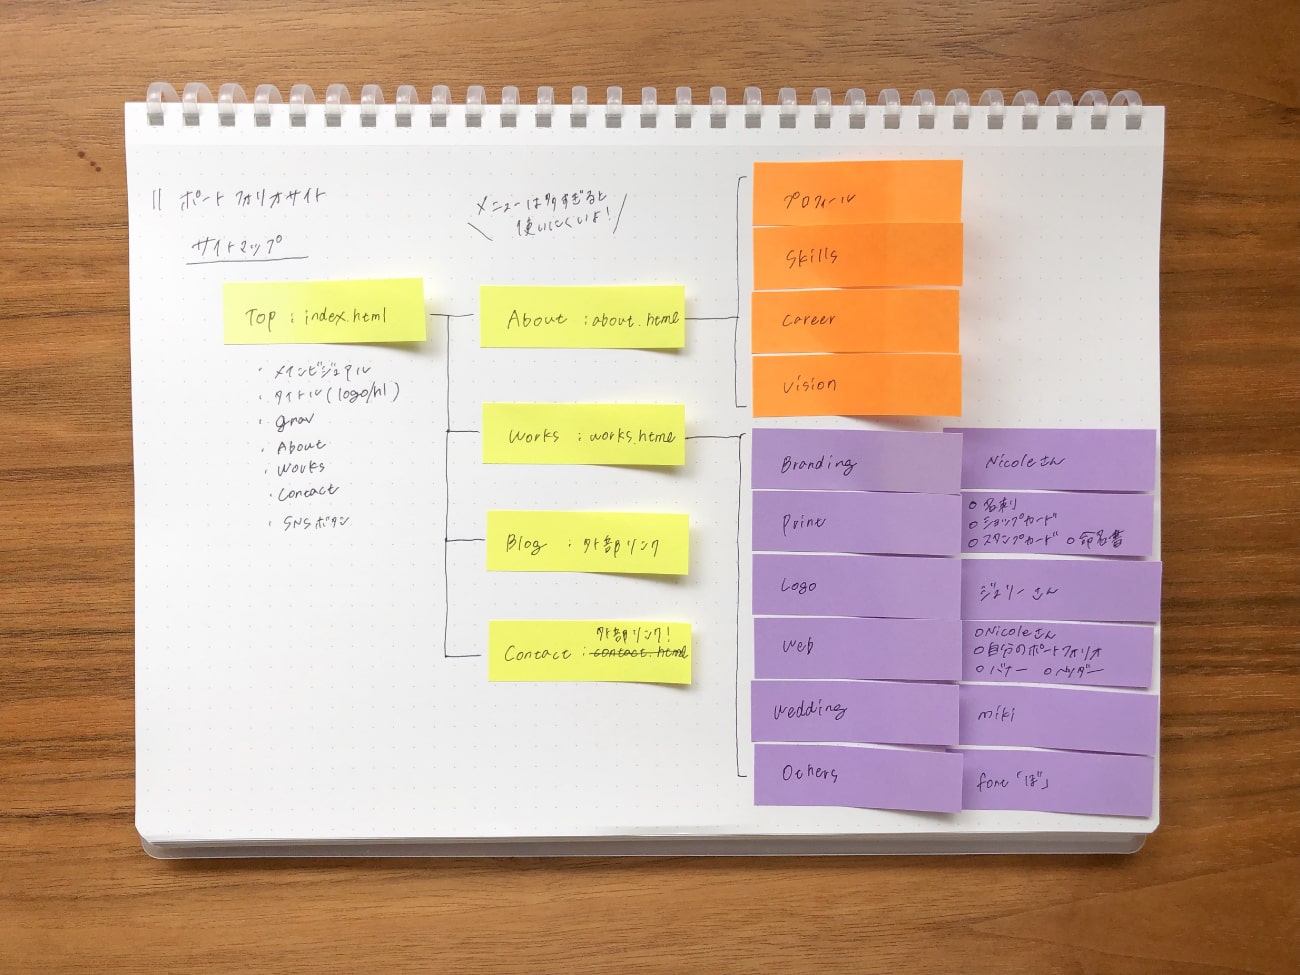 ポートフォリオサイト
サイトマップ
メニューは多すぎると
使いにくいよ!
Top : index.html
・メインビジュアル
・タイトル(logo/h1)
・gnav
・About
・Works
・Contact
・SNSボタン
About : about.html
Works : works.html
Blog : 外部リンク
外部リンク!
Contact : contact.html
プロフィール
Skills
Career
Vision
Branding
Nicoleさん
Print
○名刺
○ショップカード
○スタンプカード ○命名書
Logo
ジェリーさん
Web
○Nicoleさん
○自分のポートフォリオ
○バナー ○ヘッダー
Wedding
miki
Others
font「ぽ」